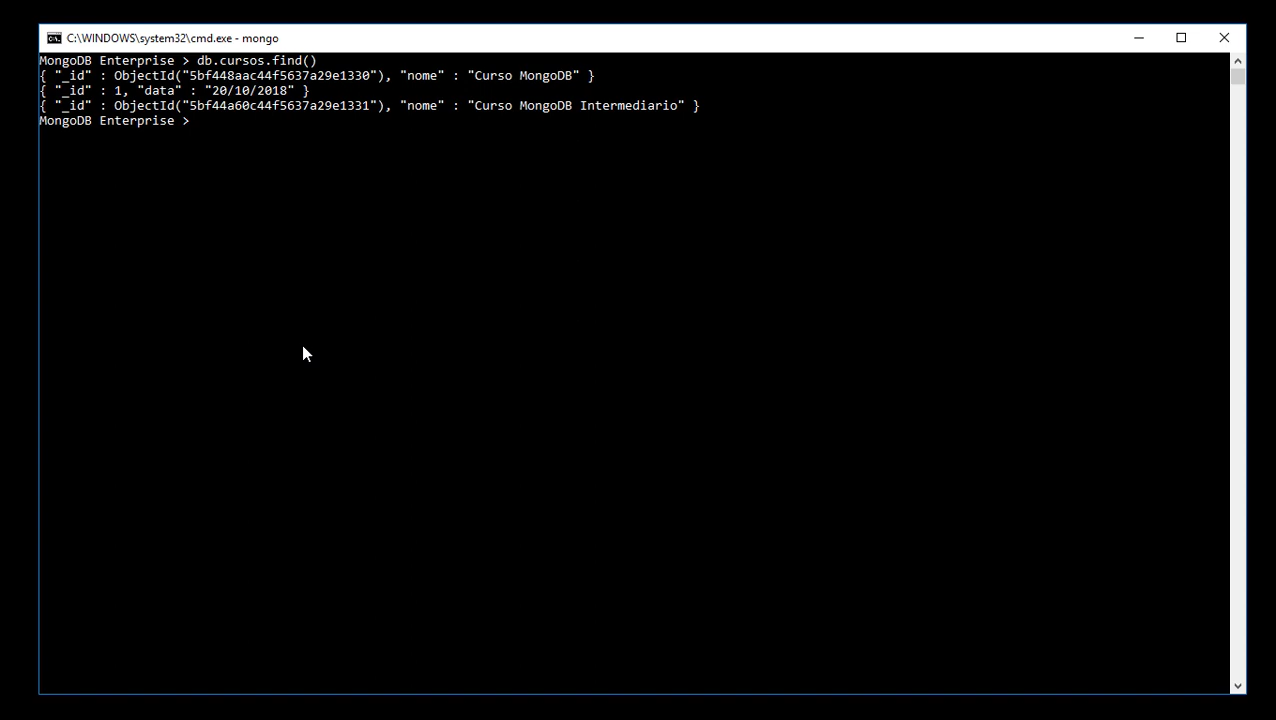 C:\WINDOWS\system32\cmd.exe - mongo
MongoDB Enterprise > db.cursos.find()
{ "_id" : ObjectId("5bf448aac44f5637a29e1330"), "nome" : "Curso MongoDB" }
{ "_id" : 1, "data" : "20/10/2018" }
{ "_id" : ObjectId("5bf44a60c44f5637a29e1331"), "nome" : "Curso MongoDB Intermediario" }
MongoDB Enterprise >